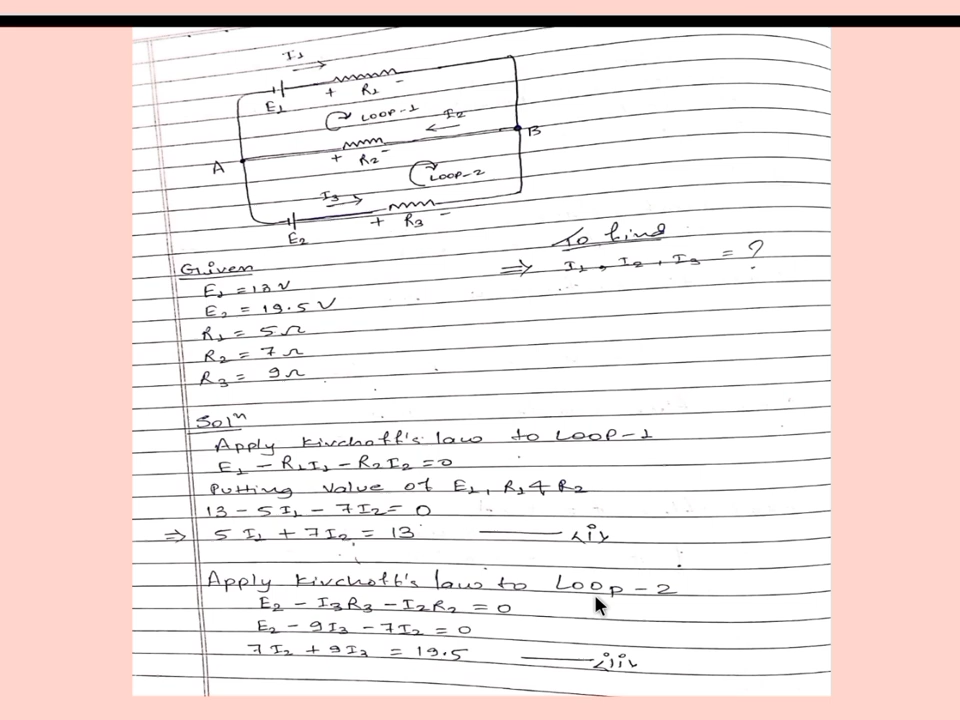 I₁
E₁ + R₁ -
LOOP-1
I₂
A + R₂ - B
LOOP-2
I₃
E₂ + R₃ -
To find
⇒ I₁, I₂, I₃ = ?
Given
E₁ = 13 V
E₂ = 19.5 V
R₁ = 5 Ω
R₂ = 7 Ω
R₃ = 9 Ω
Solⁿ
Apply Kirchoff's law to LOOP-1
E₁ - R₁I₁ - R₂I₂ = 0
Putting value of E₁, R₁ & R₂
13 - 5I₁ - 7I₂ = 0
⇒ 5I₁ + 7I₂ = 13 ——— (i)
Apply Kirchoff's law to Loop-2
E₂ - I₃R₃ - I₂R₂ = 0
E₂ - 9I₃ - 7I₂ = 0
7I₂ + 9I₃ = 19.5 ——— (ii)